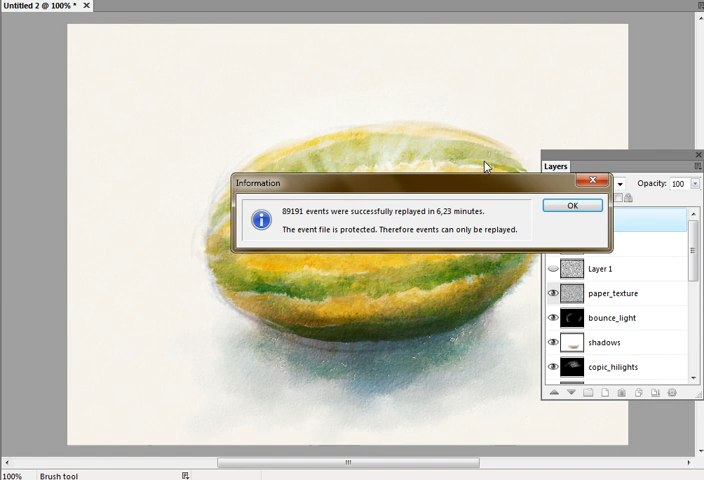 Untitled 2 @ 100% *
Layers
Information
Opacity: 100
89191 events were successfully replayed in 6,23 minutes.
OK
The event file is protected. Therefore events can only be replayed.
Layer 1
paper_texture
bounce_light
shadows
copic_hilights
100%
Brush tool